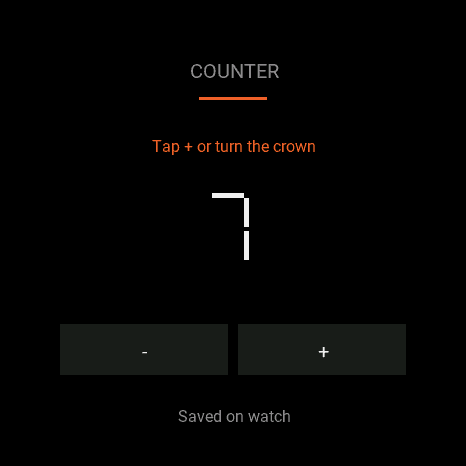 COUNTER
Tap + or turn the crown
7
- +
Saved on watch